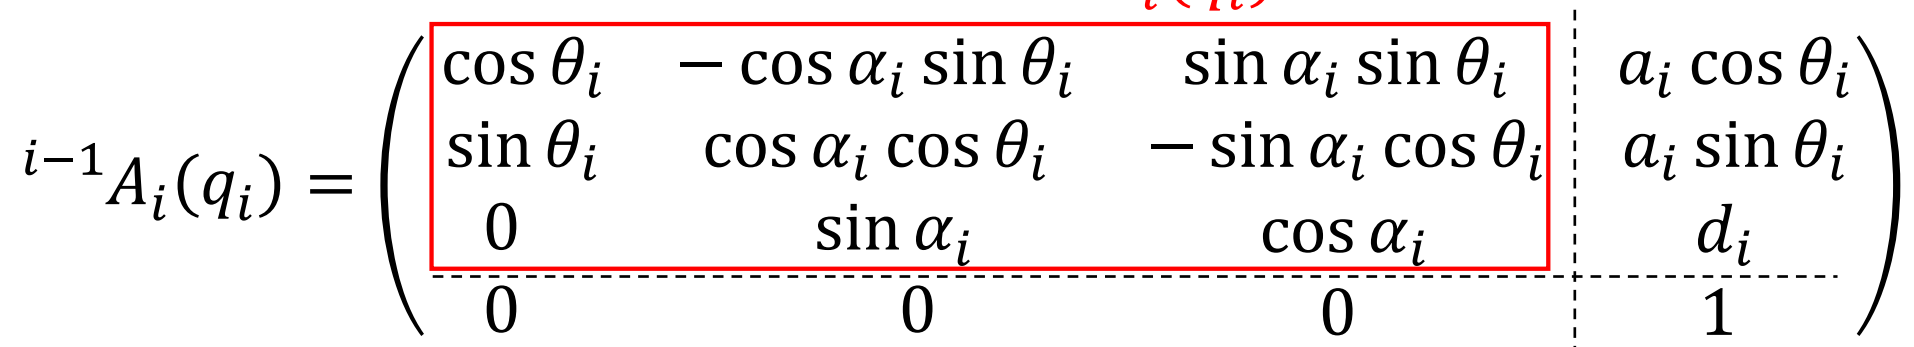 cos θᵢ − cos αᵢ sin θᵢ sin αᵢ sin θᵢ aᵢ cos θᵢ
sin θᵢ cos αᵢ cos θᵢ − sin αᵢ cos θᵢ aᵢ sin θᵢ
ⁱ⁻¹Aᵢ(qᵢ) =
0 sin αᵢ cos αᵢ dᵢ
0 0 0 1